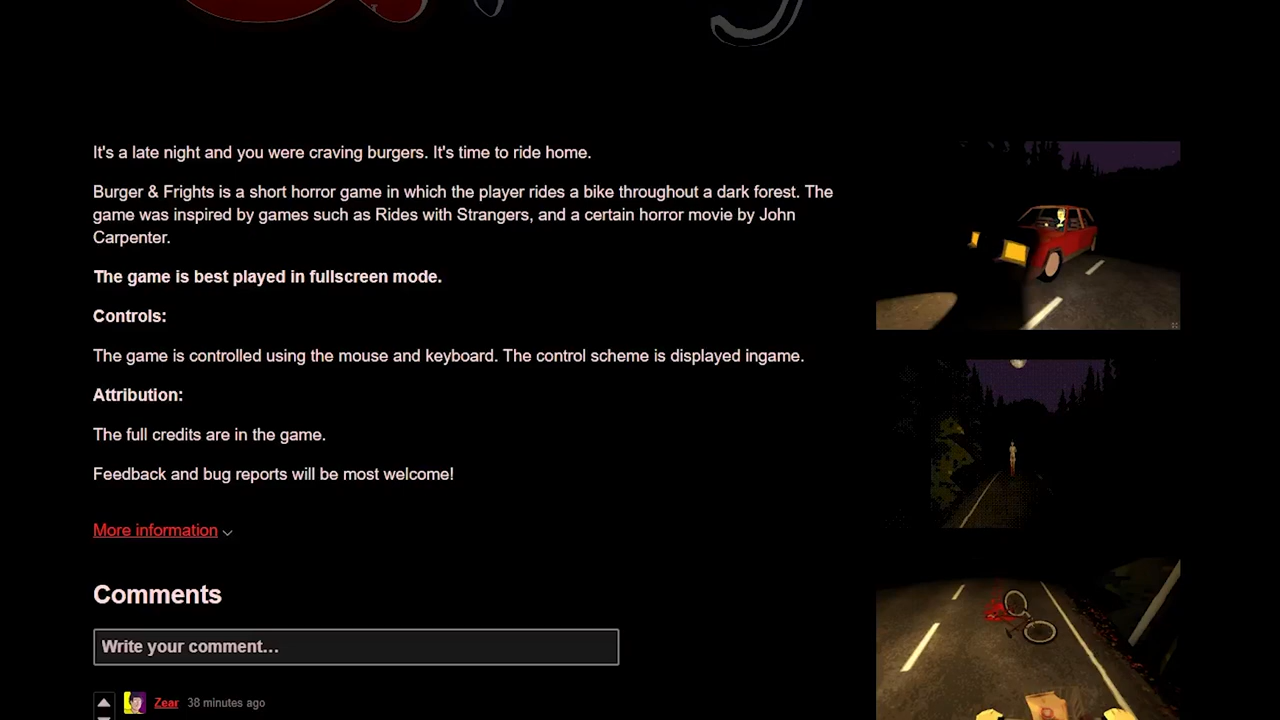 It's a late night and you were craving burgers. It's time to ride home.
Burger & Frights is a short horror game in which the player rides a bike throughout a dark forest. The
game was inspired by games such as Rides with Strangers, and a certain horror movie by John
Carpenter.
The game is best played in fullscreen mode.
Controls:
The game is controlled using the mouse and keyboard. The control scheme is displayed ingame.
Attribution:
The full credits are in the game.
Feedback and bug reports will be most welcome!
More information
Comments
Write your comment...
Zear 38 minutes ago